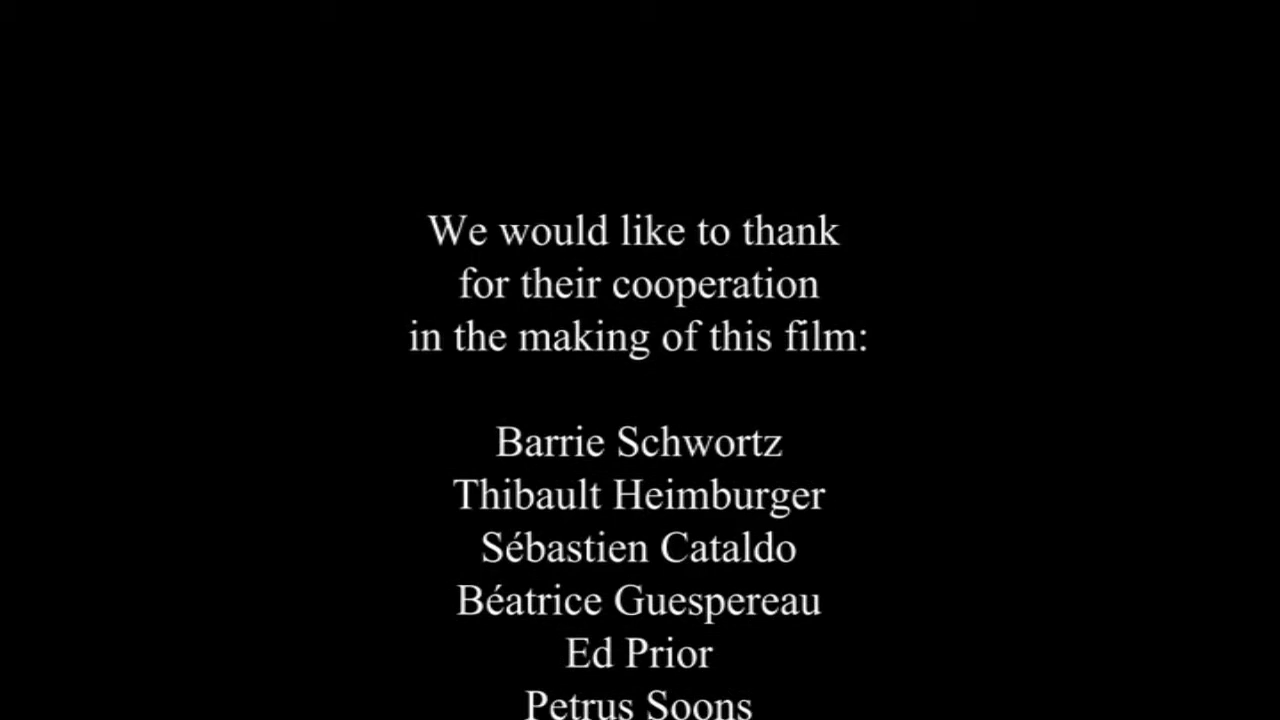 We would like to thank
for their cooperation
in the making of this film:
Barrie Schwortz
Thibault Heimburger
Sébastien Cataldo
Béatrice Guespereau
Ed Prior
Petrus Soons